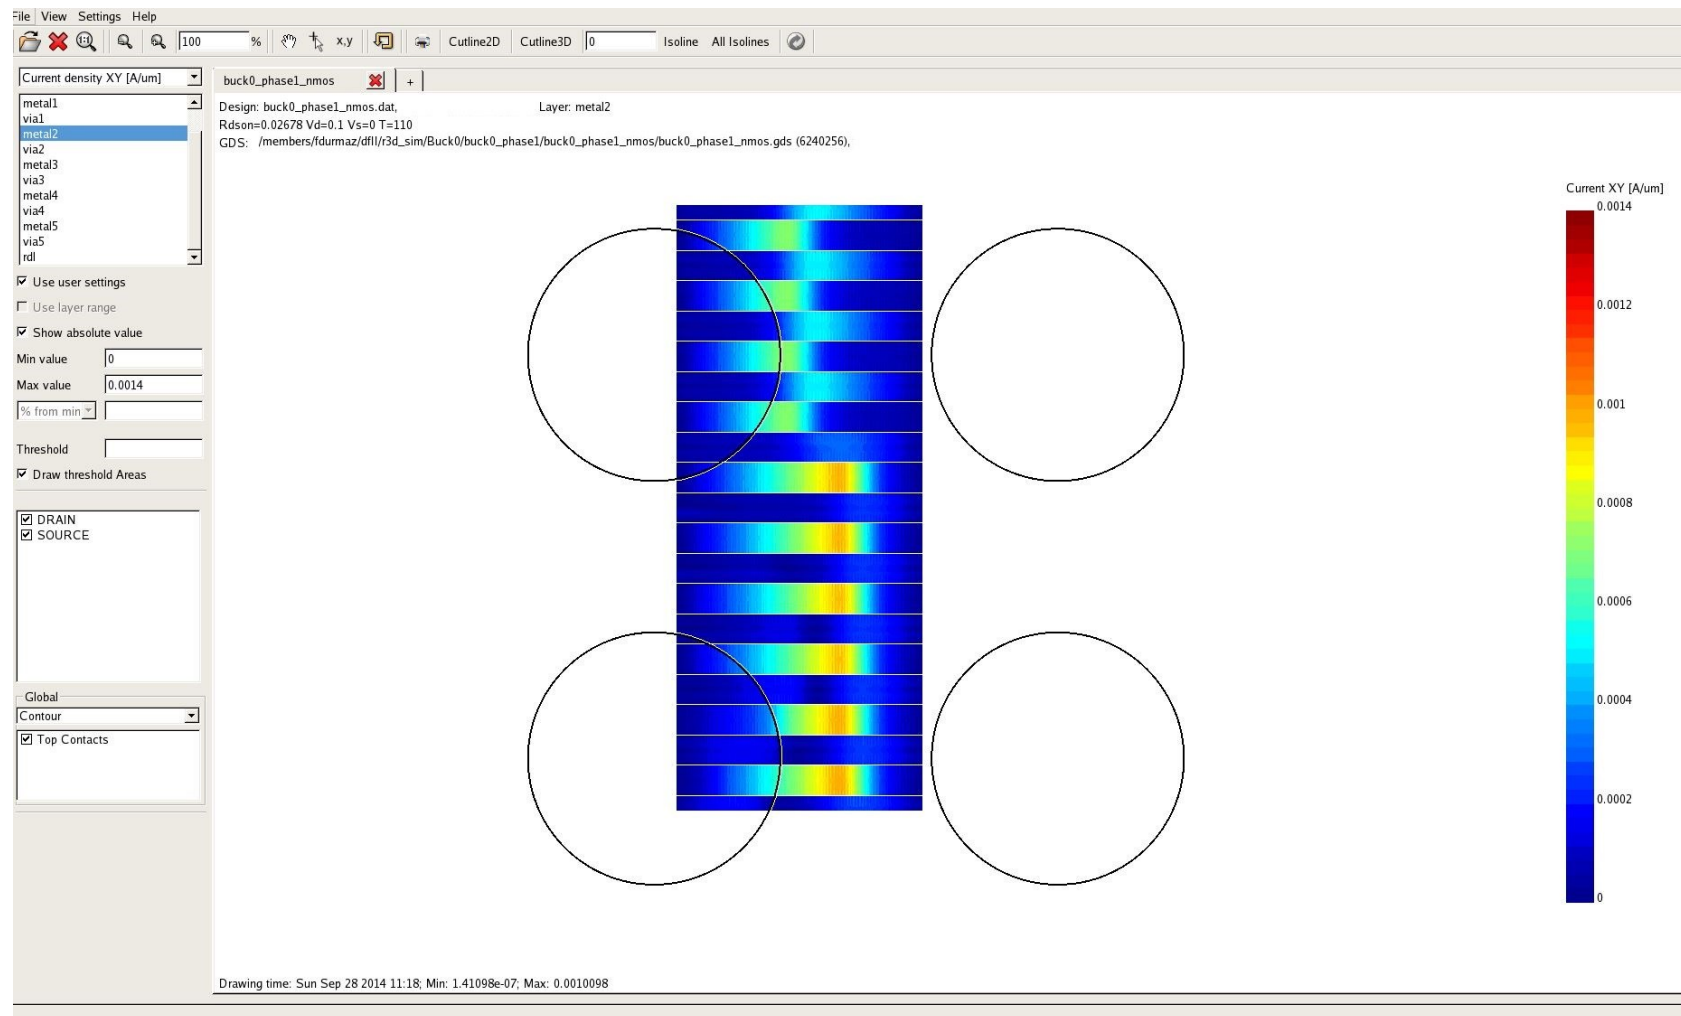 File View Settings Help
100 % x,y Cutline2D Cutline3D 0 Isoline All Isolines
Current density XY [A/um]
metal1
via1
metal2
via2
metal3
via3
metal4
via4
metal5
via5
rdl
Use user settings
Use layer range
Show absolute value
Min value 0
Max value 0.0014
% from min
Threshold
Draw threshold Areas
DRAIN
SOURCE
Global
Contour
Top Contacts
buck0_phase1_nmos +
Design: buck0_phase1_nmos.dat, Layer: metal2
Rdson=0.02678 Vd=0.1 Vs=0 T=110
GDS: /members/fdurmaz/dfII/r3d_sim/Buck0/buck0_phase1/buck0_phase1_nmos/buck0_phase1_nmos.gds (6240256),
Current XY [A/um]
0.0014
0.0012
0.001
0.0008
0.0006
0.0004
0.0002
0
Drawing time: Sun Sep 28 2014 11:18; Min: 1.41098e-07; Max: 0.0010098